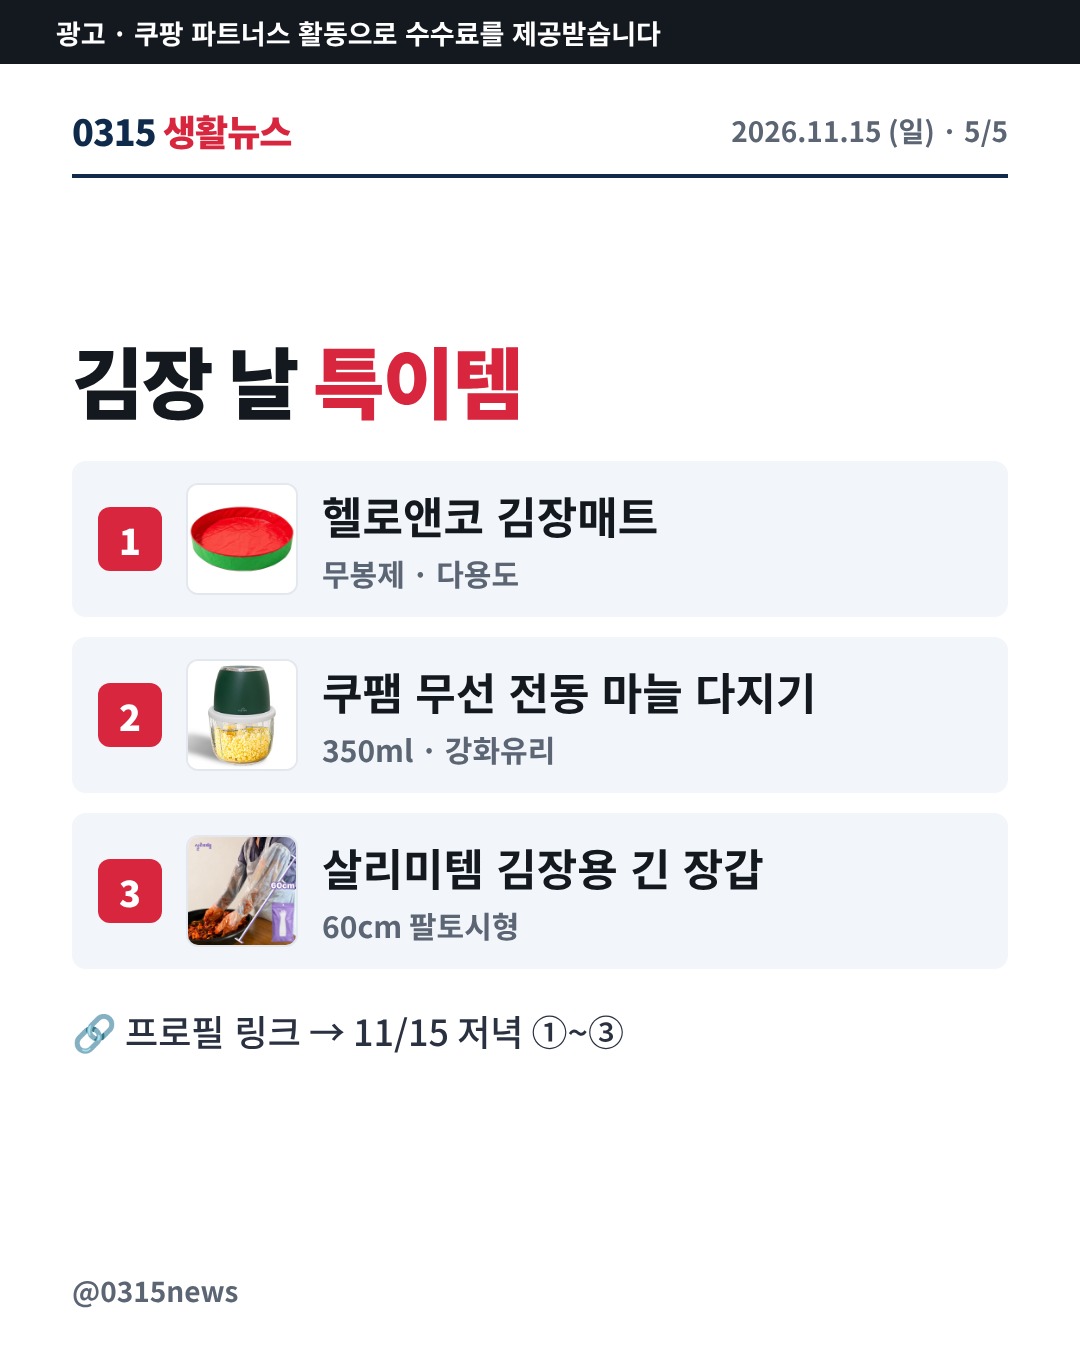 광고 · 쿠팡 파트너스 활동으로 수수료를 제공받습니다
0315 생활뉴스
2026.11.15 (일) · 5/5
김장 날 특이템
1
헬로앤코 김장매트
무봉제 · 다용도
2
쿠팸 무선 전동 마늘 다지기
350ml · 강화유리
3
60cm
살리미템 김장용 긴 장갑
60cm 팔토시형
🔗 프로필 링크 → 11/15 저녁 ①~③
@0315news